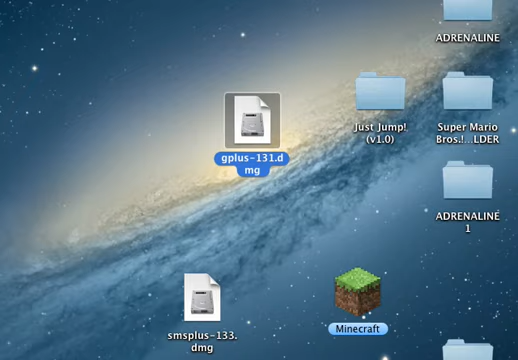 ADRENALINE
gplus-131.d
mg
Just Jump!
(v1.0)
Super Mario
Bros.!...LDER
ADRENALINE
1
smsplus-133.
dmg
Minecraft